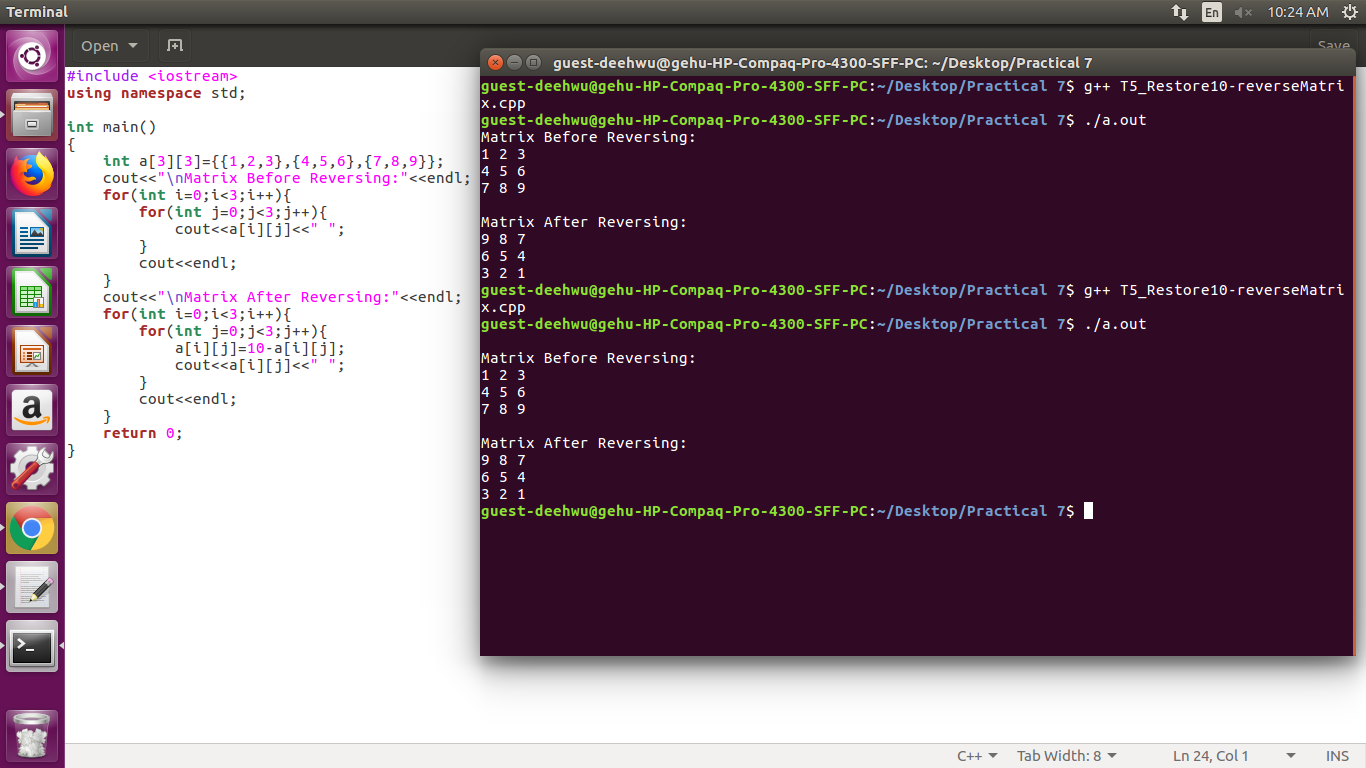 Terminal
En
10:24 AM
Open
Save
#include <iostream>
using namespace std;
int main()
{
    int a[3][3]={{1,2,3},{4,5,6},{7,8,9}};
    cout<<"\nMatrix Before Reversing:"<<endl;
    for(int i=0;i<3;i++){
        for(int j=0;j<3;j++){
            cout<<a[i][j]<<" ";
        }
        cout<<endl;
    }
    cout<<"\nMatrix After Reversing:"<<endl;
    for(int i=0;i<3;i++){
        for(int j=0;j<3;j++){
            a[i][j]=10-a[i][j];
            cout<<a[i][j]<<" ";
        }
        cout<<endl;
    }
    return 0;
}
guest-deehwu@gehu-HP-Compaq-Pro-4300-SFF-PC: ~/Desktop/Practical 7
guest-deehwu@gehu-HP-Compaq-Pro-4300-SFF-PC:~/Desktop/Practical 7$ g++ T5_Restore10-reverseMatri
x.cpp
guest-deehwu@gehu-HP-Compaq-Pro-4300-SFF-PC:~/Desktop/Practical 7$ ./a.out
Matrix Before Reversing:
1 2 3
4 5 6
7 8 9
Matrix After Reversing:
9 8 7
6 5 4
3 2 1
guest-deehwu@gehu-HP-Compaq-Pro-4300-SFF-PC:~/Desktop/Practical 7$ g++ T5_Restore10-reverseMatri
x.cpp
guest-deehwu@gehu-HP-Compaq-Pro-4300-SFF-PC:~/Desktop/Practical 7$ ./a.out
Matrix Before Reversing:
1 2 3
4 5 6
7 8 9
Matrix After Reversing:
9 8 7
6 5 4
3 2 1
guest-deehwu@gehu-HP-Compaq-Pro-4300-SFF-PC:~/Desktop/Practical 7$
a
>_
C++
Tab Width: 8
Ln 24, Col 1
INS